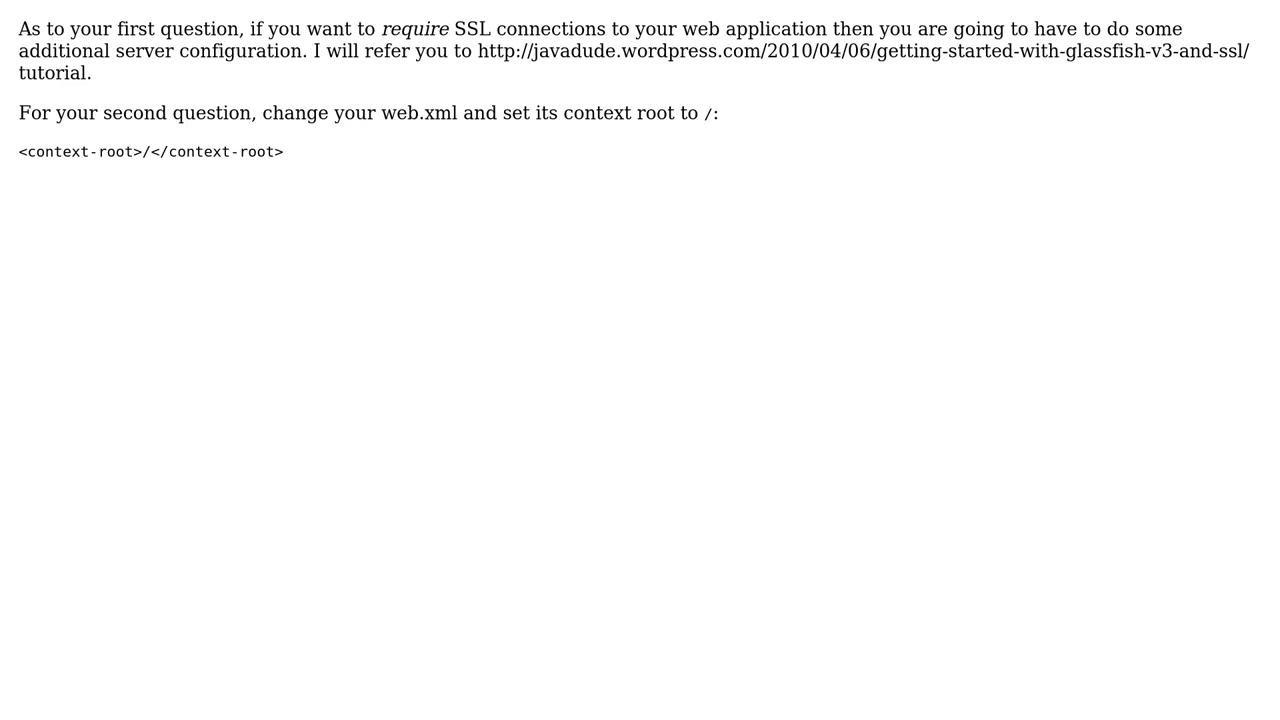 As to your first question, if you want to require SSL connections to your web application then you are going to have to do some
additional server configuration. I will refer you to http://javadude.wordpress.com/2010/04/06/getting-started-with-glassfish-v3-and-ssl/
tutorial.
For your second question, change your web.xml and set its context root to /:
<context-root>/</context-root>